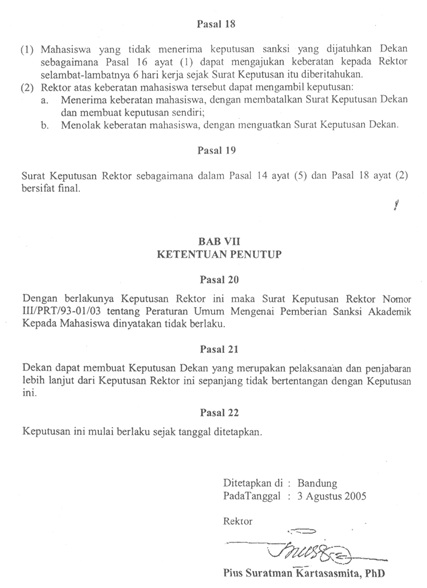 Pasal 18
(1) Mahasiswa yang tidak menerima keputusan sanksi yang dijatuhkan Dekan
sebagaimana Pasal 16 ayat (1) dapat mengajukan keberatan kepada Rektor
selambat-lambatnya 6 hari kerja sejak Surat Keputusan itu diberitahukan.
(2) Rektor atas keberatan mahasiswa tersebut dapat mengambil keputusan:
a. Menerima keberatan mahasiswa, dengan membatalkan Surat Keputusan Dekan
dan membuat keputusan sendiri;
b. Menolak keberatan mahasiswa, dengan menguatkan Surat Keputusan Dekan.
Pasal 19
Surat Keputusan Rektor sebagaimana dalam Pasal 14 ayat (5) dan Pasal 18 ayat (2)
bersifat final.
BAB VII
KETENTUAN PENUTUP
Pasal 20
Dengan berlakunya Keputusan Rektor ini maka Surat Keputusan Rektor Nomor
III/PRT/93-01/03 tentang Peraturan Umum Mengenai Pemberian Sanksi Akademik
Kepada Mahasiswa dinyatakan tidak berlaku.
Pasal 21
Dekan dapat membuat Keputusan Dekan yang merupakan pelaksanaan dan penjabaran
lebih lanjut dari Keputusan Rektor ini sepanjang tidak bertentangan dengan Keputusan
ini.
Pasal 22
Keputusan ini mulai berlaku sejak tanggal ditetapkan.
Ditetapkan di : Bandung
PadaTanggal : 3 Agustus 2005
Rektor
Pius Suratman Kartasasmita, PhD